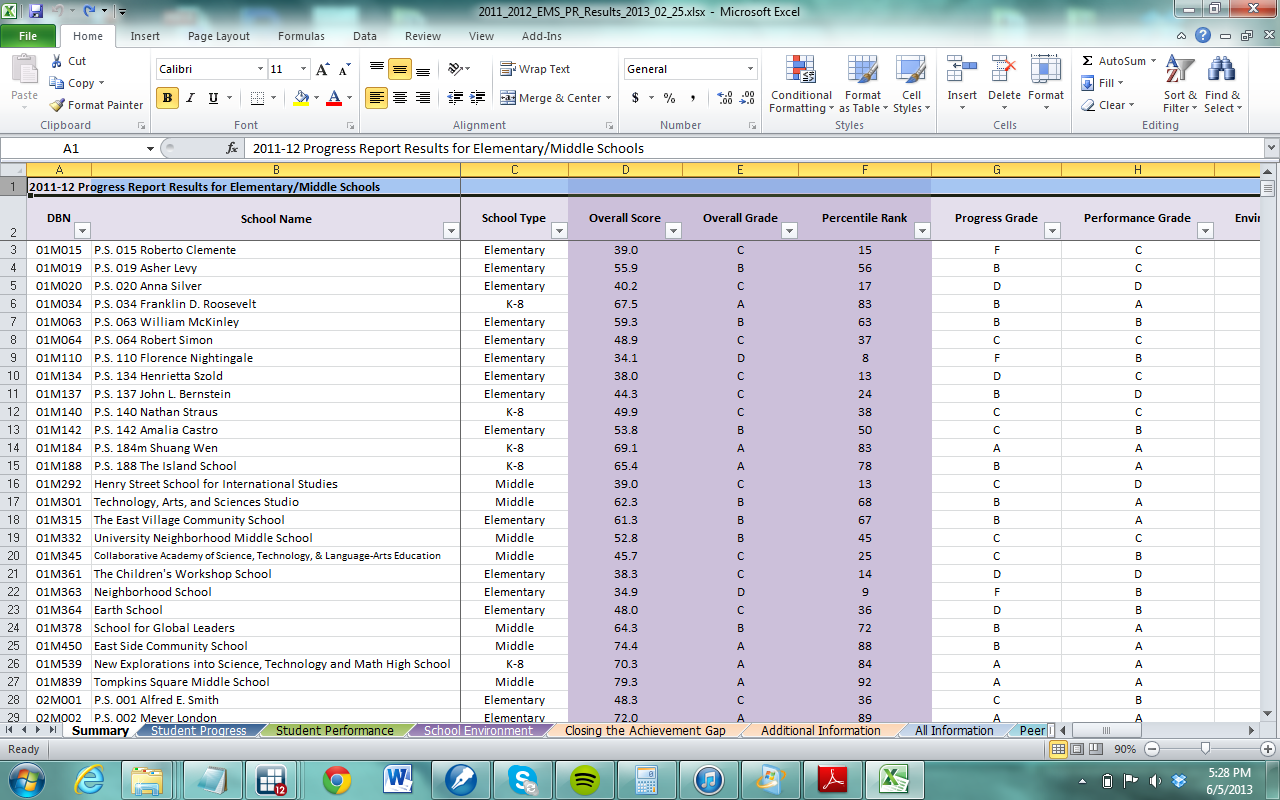 2011_2012_EMS_PR_Results_2013_02_25.xlsx - Microsoft Excel
File Home Insert Page Layout Formulas Data Review View Add-Ins
Paste Cut Copy Format Painter Clipboard
Calibri 11 A A B I U A Font
Wrap Text Merge & Center Alignment
General $ % , .00 .0 Number
Conditional Formatting Format as Table Cell Styles Styles
Insert Delete Format Cells
Σ AutoSum Fill Clear Sort & Filter Find & Select Editing
A1 fx 2011-12 Progress Report Results for Elementary/Middle Schools
A B C D E F G H
1 2011-12 Progress Report Results for Elementary/Middle Schools
2 DBN School Name School Type Overall Score Overall Grade Percentile Rank Progress Grade Performance Grade Envir
3 01M015 P.S. 015 Roberto Clemente Elementary 39.0 C 15 F C
4 01M019 P.S. 019 Asher Levy Elementary 55.9 B 56 B C
5 01M020 P.S. 020 Anna Silver Elementary 40.2 C 17 D D
6 01M034 P.S. 034 Franklin D. Roosevelt K-8 67.5 A 83 B A
7 01M063 P.S. 063 William McKinley Elementary 59.3 B 63 B B
8 01M064 P.S. 064 Robert Simon Elementary 48.9 C 37 C C
9 01M110 P.S. 110 Florence Nightingale Elementary 34.1 D 8 F B
10 01M134 P.S. 134 Henrietta Szold Elementary 38.0 C 13 D C
11 01M137 P.S. 137 John L. Bernstein Elementary 44.3 C 24 B D
12 01M140 P.S. 140 Nathan Straus K-8 49.9 C 38 C C
13 01M142 P.S. 142 Amalia Castro Elementary 53.8 B 50 C B
14 01M184 P.S. 184m Shuang Wen K-8 69.1 A 83 A A
15 01M188 P.S. 188 The Island School K-8 65.4 A 78 B A
16 01M292 Henry Street School for International Studies Middle 39.0 C 13 C D
17 01M301 Technology, Arts, and Sciences Studio Middle 62.3 B 68 B A
18 01M315 The East Village Community School Elementary 61.3 B 67 B A
19 01M332 University Neighborhood Middle School Middle 52.8 B 45 C C
20 01M345 Collaborative Academy of Science, Technology, & Language-Arts Education Middle 45.7 C 25 C B
21 01M361 The Children's Workshop School Elementary 38.3 C 14 D D
22 01M363 Neighborhood School Elementary 34.9 D 9 F B
23 01M364 Earth School Elementary 48.0 C 36 D B
24 01M378 School for Global Leaders Middle 64.3 B 72 B A
25 01M450 East Side Community School Middle 74.4 A 88 B A
26 01M539 New Explorations into Science, Technology and Math High School K-8 70.3 A 84 A A
27 01M839 Tompkins Square Middle School Middle 79.3 A 92 A A
28 02M001 P.S. 001 Alfred E. Smith Elementary 48.3 C 36 C B
29 02M002 P.S. 002 Meyer London Elementary 72.0 A 89 A A
Summary Student Progress Student Performance School Environment Closing the Achievement Gap Additional Information All Information Peer
Ready 90%
12
5:28 PM
6/5/2013